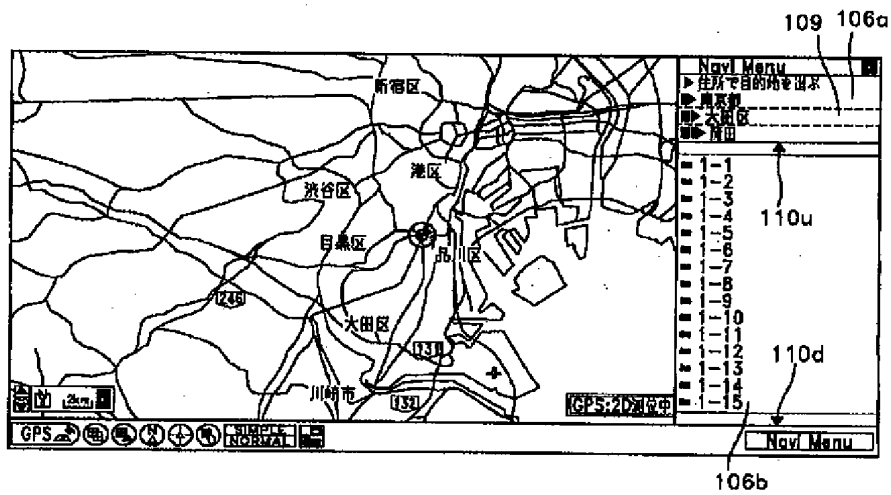 109 106a
Navi Menu
▶住所で目的地を選ぶ
▶東京都
▶大田区
▶蒲田
110u
1-1
1-2
1-3
1-4
1-5
1-6
1-7
1-8
1-9
1-10
1-11
1-12
1-13
1-14
1-15
110d
106b
新宿区
渋谷区
港区
目黒区
品川区
246
大田区
131
川崎市
132
2km
GPS:2D測位中
GPS
N
SIMPLE
NORMAL
Navi Menu